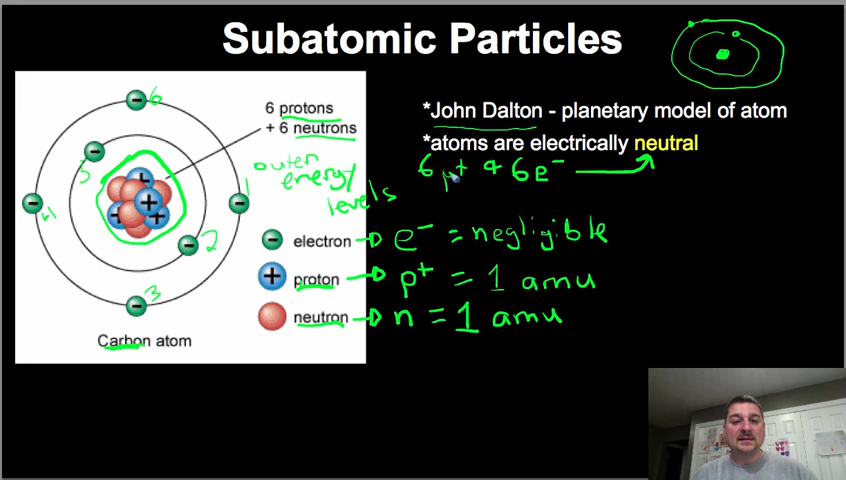 Subatomic Particles
6 protons
+ 6 neutrons
*John Dalton - planetary model of atom
*atoms are electrically neutral
6 p+ + 6e-
outer
energy
levels
6
5
1
4
2
3
electron e- = negligible
proton p+ = 1 amu
neutron n = 1 amu
Carbon atom